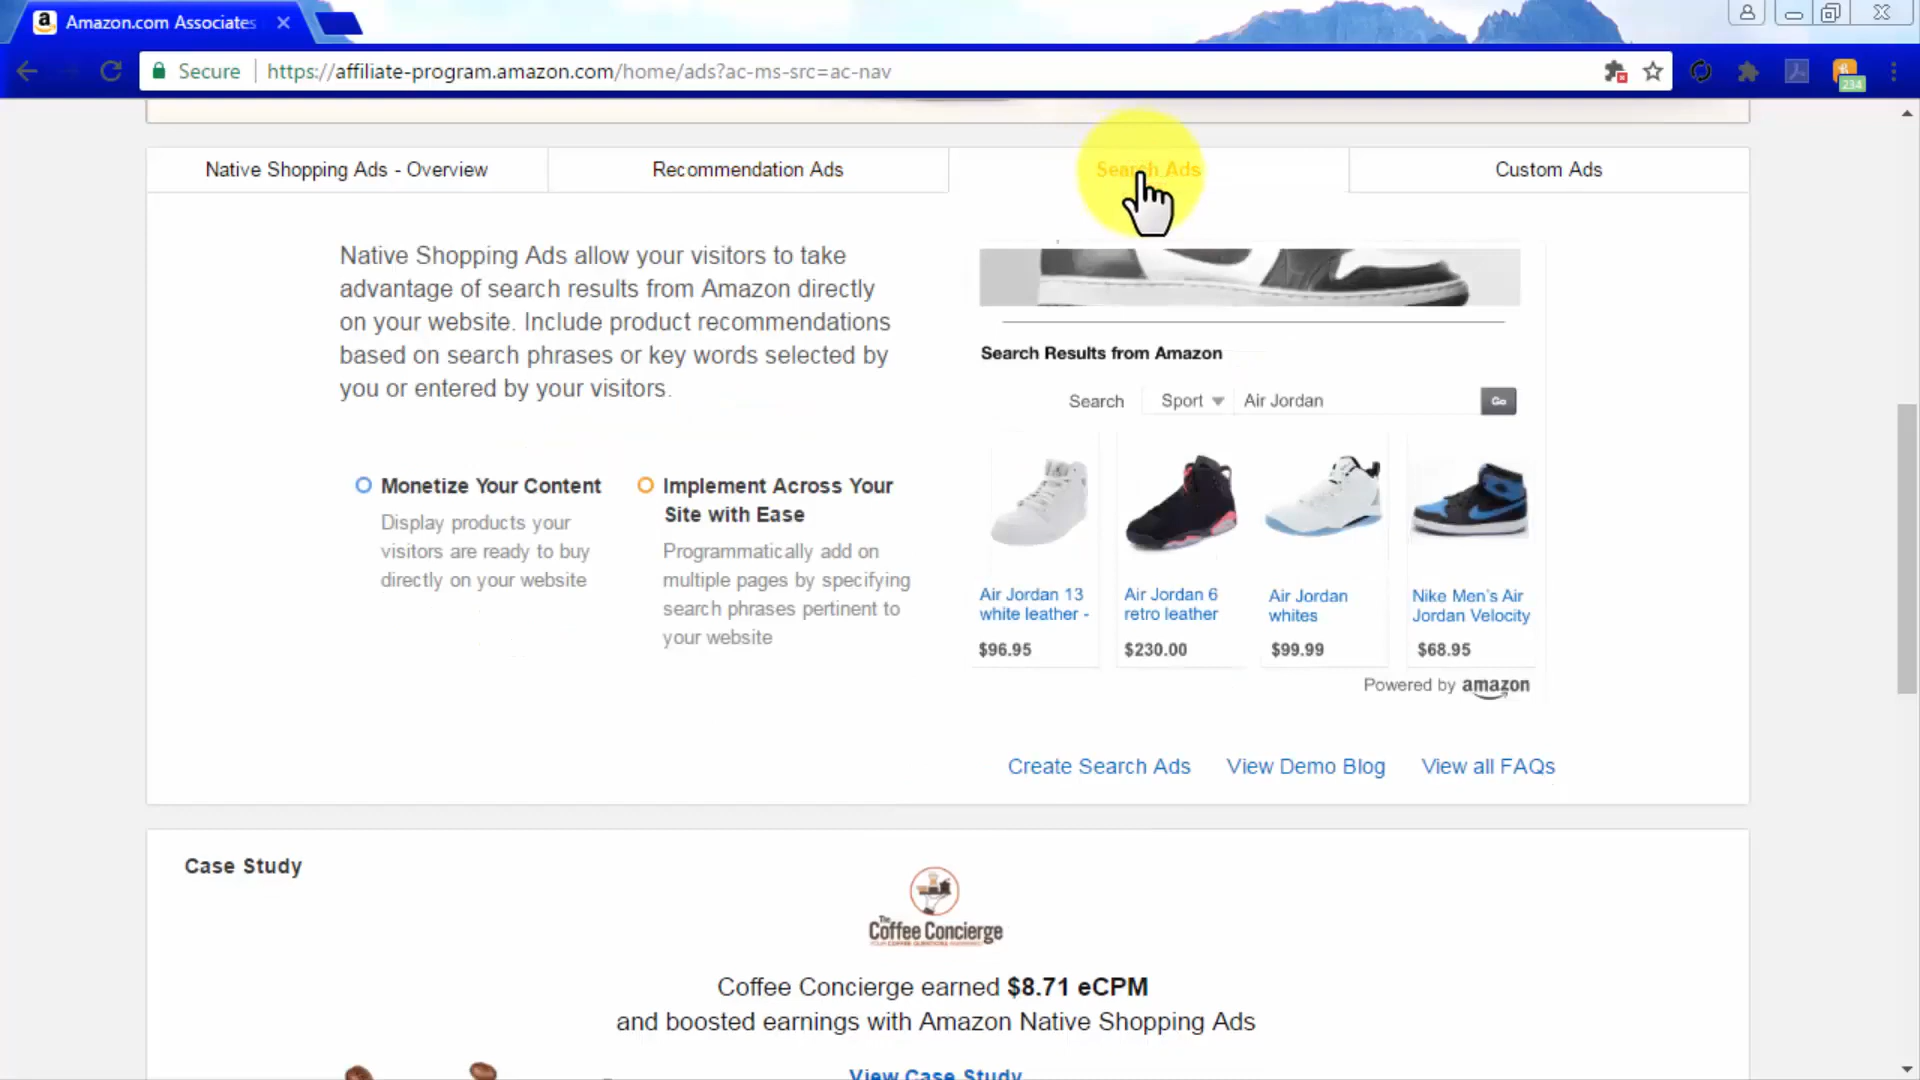 Amazon.com Associates
Secure
https://affiliate-program.amazon.com/home/ads?ac-ms-src=ac-nav
234
Native Shopping Ads - Overview
Recommendation Ads
Search Ads
Custom Ads
Native Shopping Ads allow your visitors to take
advantage of search results from Amazon directly
on your website. Include product recommendations
based on search phrases or key words selected by
you or entered by your visitors.
Monetize Your Content
Display products your
visitors are ready to buy
directly on your website
Implement Across Your
Site with Ease
Programmatically add on
multiple pages by specifying
search phrases pertinent to
your website
Search Results from Amazon
Search Sport Air Jordan Go
Air Jordan 13
white leather -
$96.95
Air Jordan 6
retro leather
$230.00
Air Jordan
whites
$99.99
Nike Men's Air
Jordan Velocity
$68.95
Powered by amazon
Create Search Ads
View Demo Blog
View all FAQs
Case Study
The
Coffee Concierge
YOUR COFFEE QUESTIONS ANSWERED
Coffee Concierge earned $8.71 eCPM
and boosted earnings with Amazon Native Shopping Ads
View Case Study